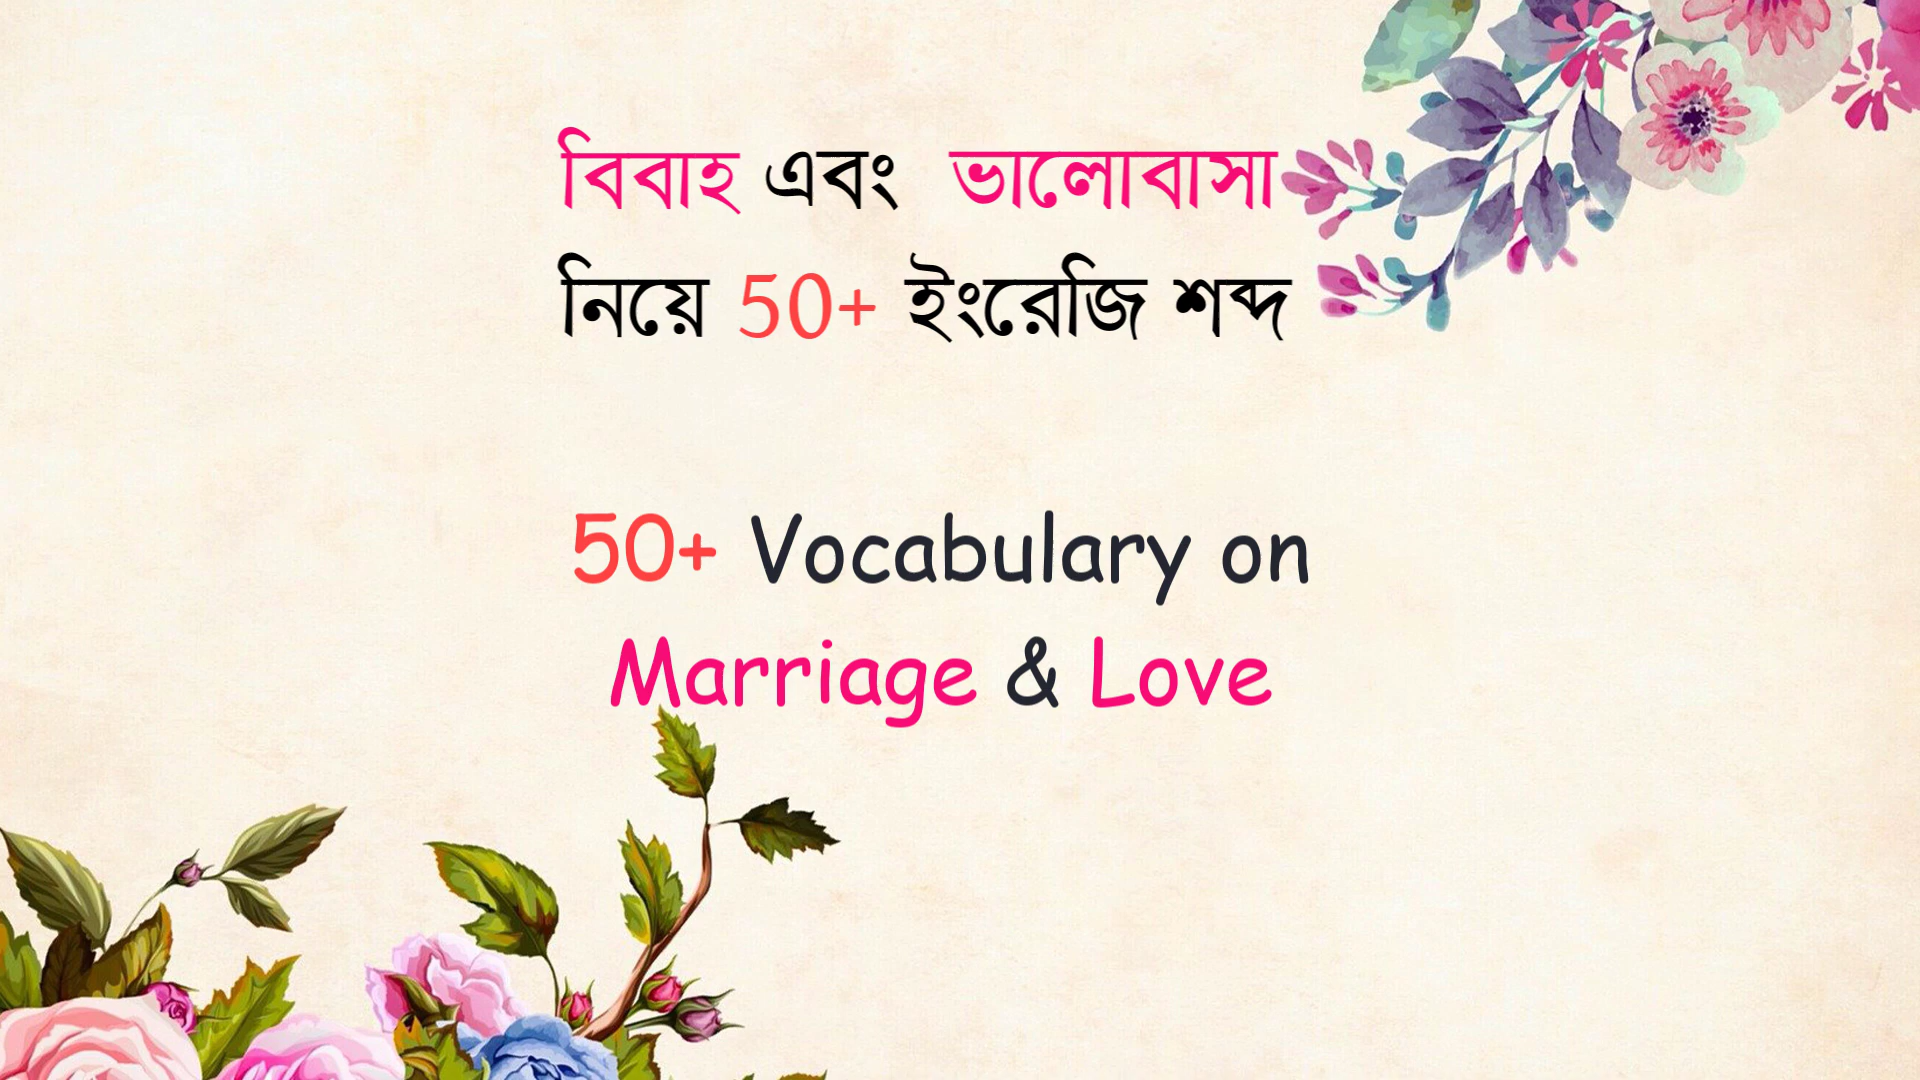 বিবাহ এবং ভালোবাসা
নিয়ে 50+ ইংরেজি শব্দ
50+ Vocabulary on
Marriage & Love